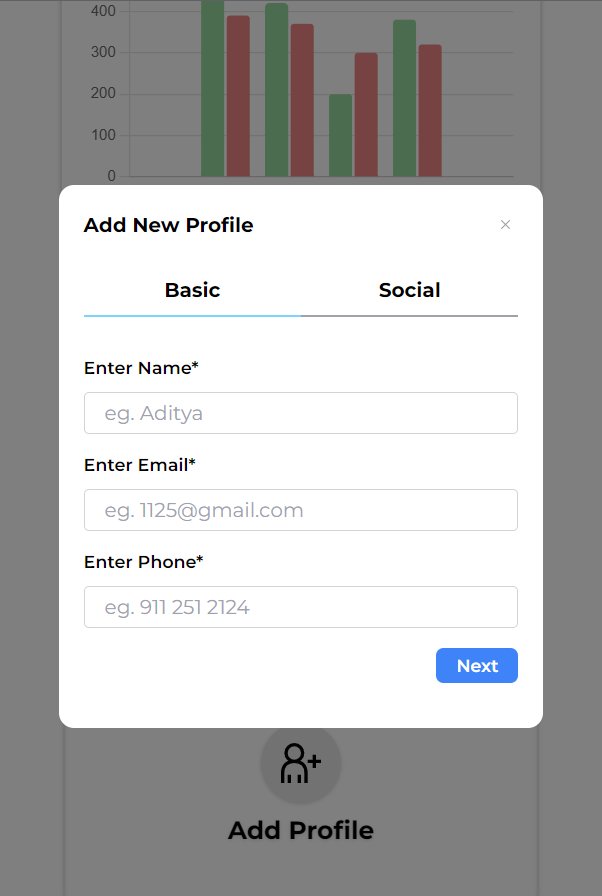 400
300
200
100
0
Add New Profile ×
Basic Social
Enter Name*
eg. Aditya
Enter Email*
eg. 1125@gmail.com
Enter Phone*
eg. 911 251 2124
Next
Add Profile